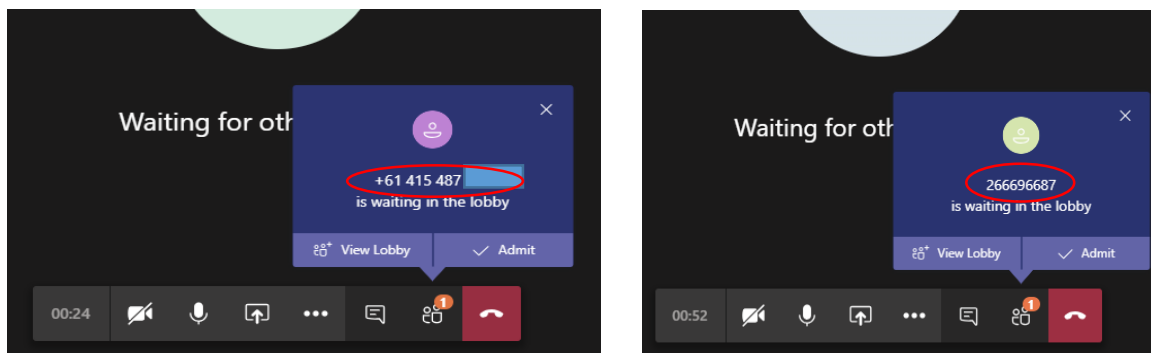 Waiting for oth
+61 415 487
is waiting in the lobby
View Lobby
Admit
00:24
1
Waiting for oth
266696687
is waiting in the lobby
View Lobby
Admit
00:52
1